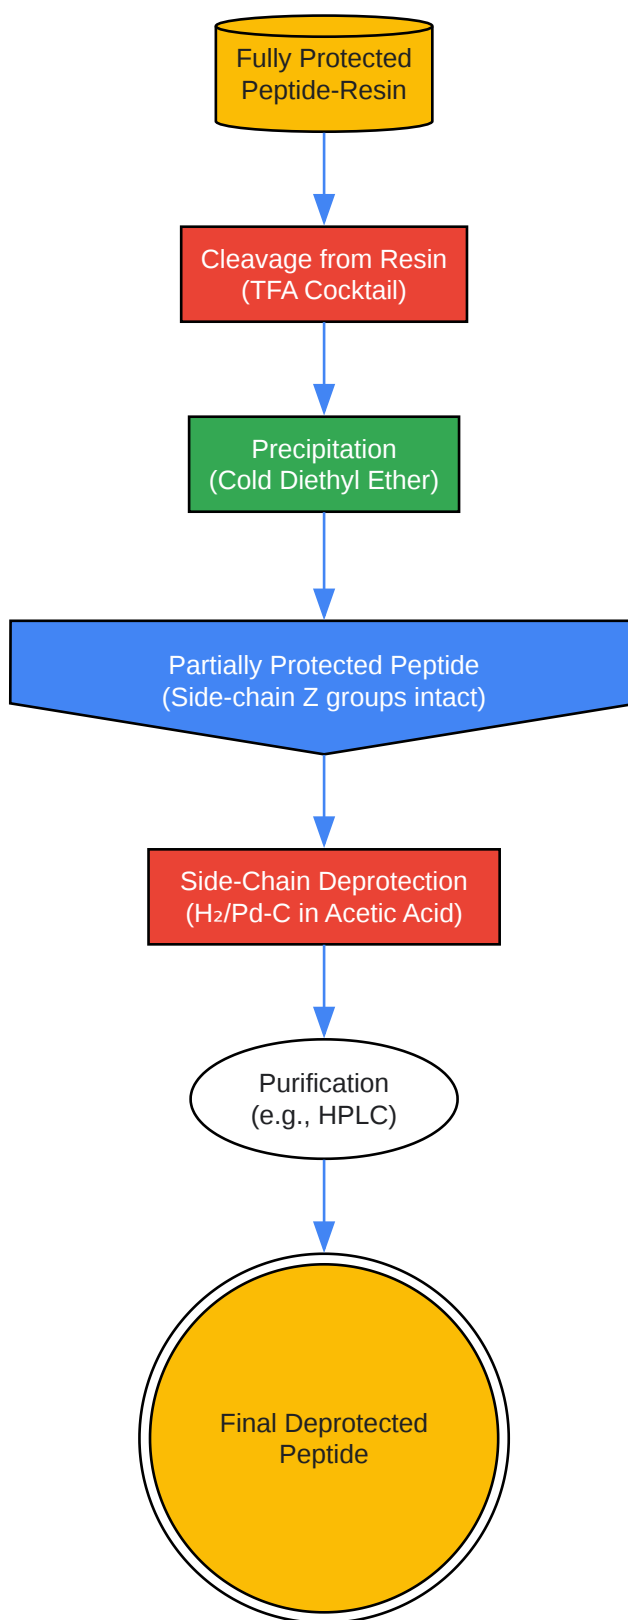 Fully Protected
Peptide-Resin
Cleavage from Resin
(TFA Cocktail)
Precipitation
(Cold Diethyl Ether)
Partially Protected Peptide
(Side-chain Z groups intact)
Side-Chain Deprotection
(H₂/Pd-C in Acetic Acid)
Purification
(e.g., HPLC)
Final Deprotected
Peptide